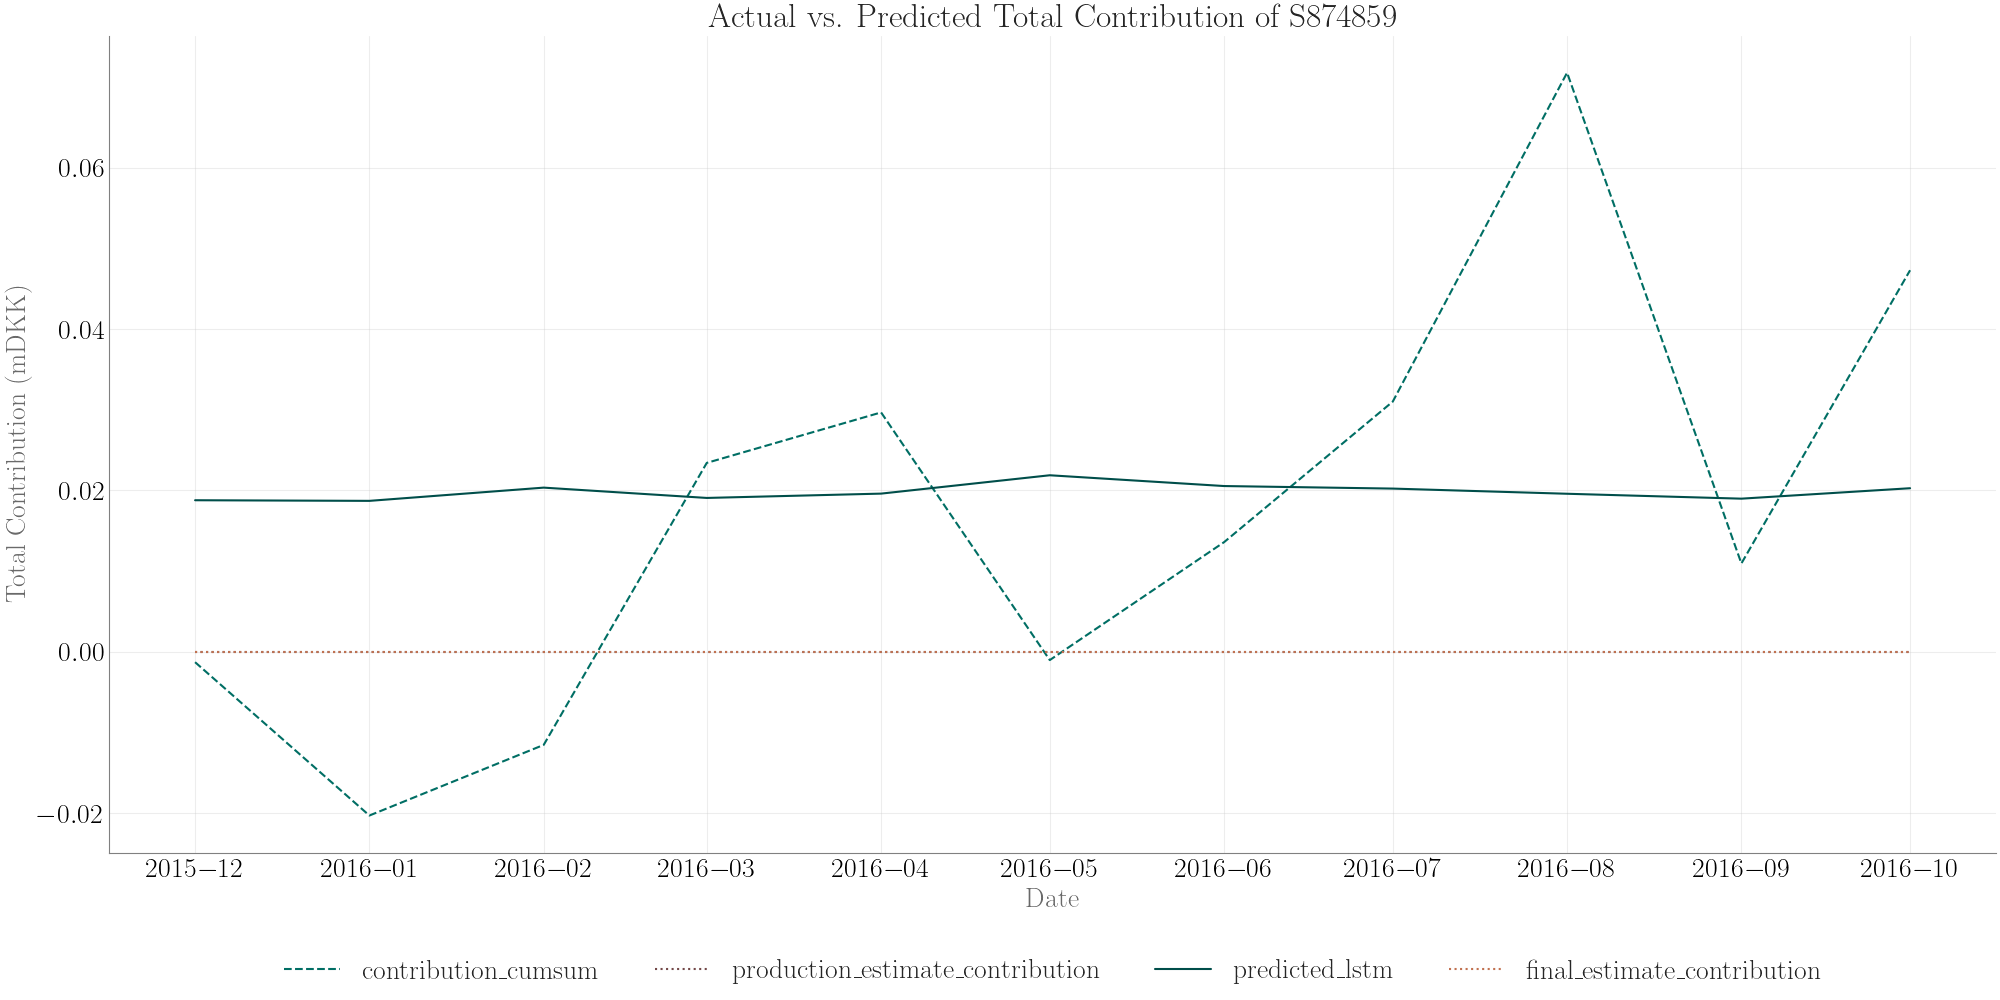 Actual vs. Predicted Total Contribution of S874859
Total Contribution (mDKK)
0.06
0.04
0.02
0.00
−0.02
2015−12 2016−01 2016−02 2016−03 2016−04 2016−05 2016−06 2016−07 2016−08 2016−09 2016−10
Date
contribution_cumsum production_estimate_contribution predicted_lstm final_estimate_contribution